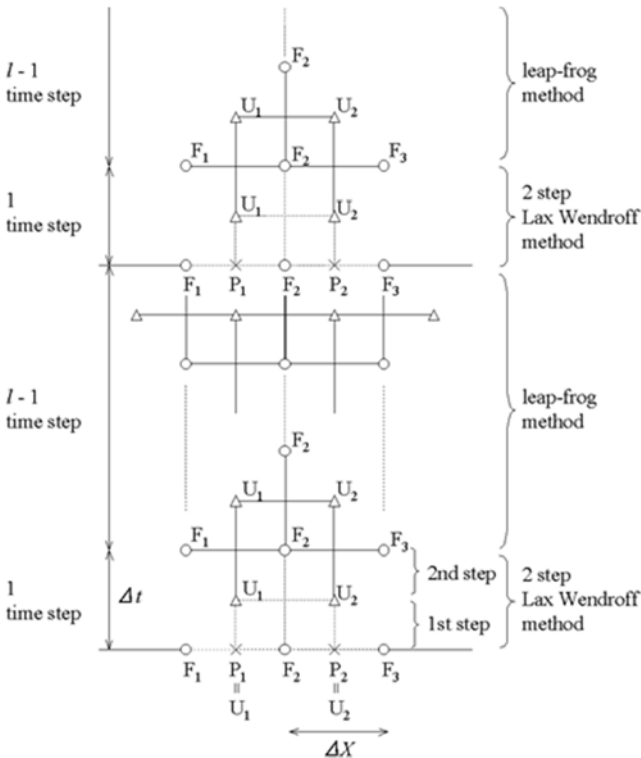 F2
l - 1
time step
leap-frog
method
U1 U2
F1 F2 F3
1
time step
2 step
Lax Wendroff
method
U1 U2
F1 P1 F2 P2 F3
l - 1
time step
leap-frog
method
F2
U1 U2
F1 F2 F3
1
time step
Δt
U1 U2
2nd step
1st step
2 step
Lax Wendroff
method
F1 P1 F2 P2 F3
= =
U1 U2
ΔX